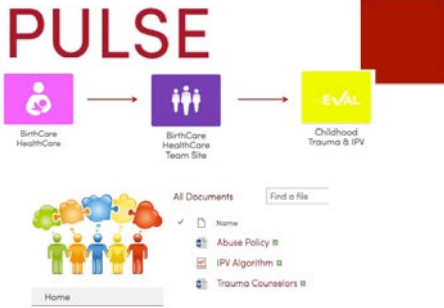 PULSE
BirthCare
HealthCare
BirthCare
HealthCare
Team Site
EVAL
Childhood
Trauma & IPV
All Documents
Find a file
Name
Abuse Policy
IPV Algorithm
Trauma Counselors
Home